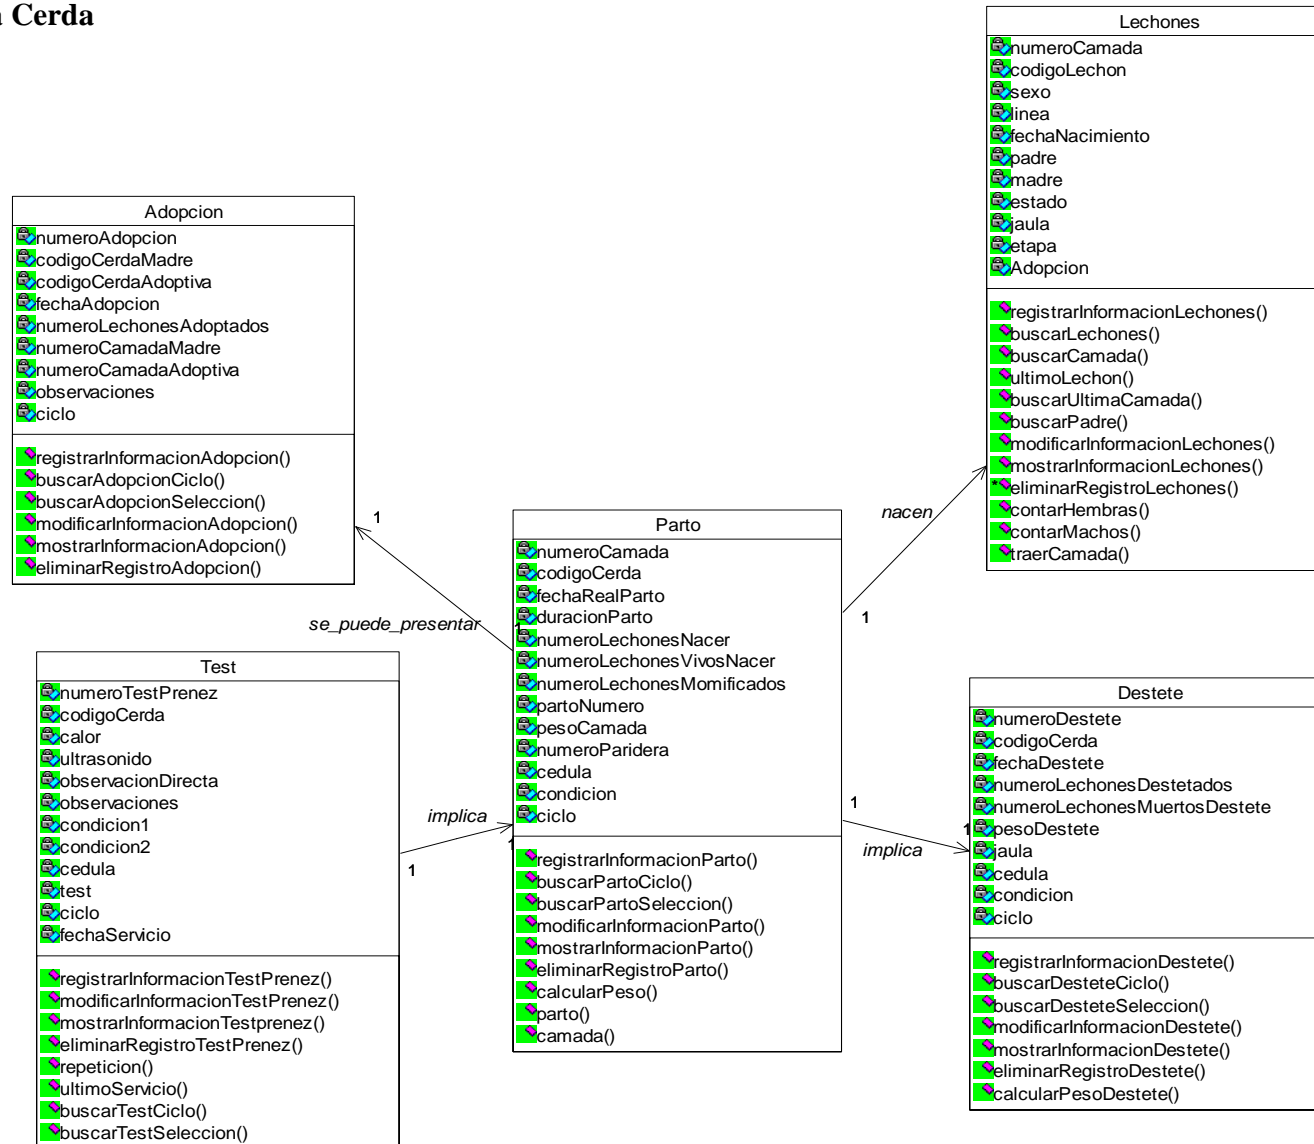 a Cerda
Lechones
numeroCamada
codigoLechon
sexo
linea
fechaNacimiento
padre
madre
estado
jaula
etapa
Adopcion
registrarInformacionLechones()
buscarLechones()
buscarCamada()
ultimoLechon()
buscarUltimaCamada()
buscarPadre()
modificarInformacionLechones()
mostrarInformacionLechones()
*
eliminarRegistroLechones()
contarHembras()
contarMachos()
traerCamada()
Adopcion
numeroAdopcion
codigoCerdaMadre
codigoCerdaAdoptiva
fechaAdopcion
numeroLechonesAdoptados
numeroCamadaMadre
numeroCamadaAdoptiva
observaciones
ciclo
registrarInformacionAdopcion()
buscarAdopcionCiclo()
buscarAdopcionSeleccion()
modificarInformacionAdopcion()
mostrarInformacionAdopcion()
eliminarRegistroAdopcion()
1
se_puede_presentar
1
nacen
1
Parto
numeroCamada
codigoCerda
fechaRealParto
duracionParto
numeroLechonesNacer
numeroLechonesVivosNacer
numeroLechonesMomificados
partoNumero
pesoCamada
numeroParidera
cedula
condicion
ciclo
registrarInformacionParto()
buscarPartoCiclo()
buscarPartoSeleccion()
modificarInformacionParto()
mostrarInformacionParto()
eliminarRegistroParto()
calcularPeso()
parto()
camada()
Test
numeroTestPrenez
codigoCerda
calor
ultrasonido
observacionDirecta
observaciones
condicion1
condicion2
cedula
test
ciclo
fechaServicio
registrarInformacionTestPrenez()
modificarInformacionTestPrenez()
mostrarInformacionTestprenez()
eliminarRegistroTestPrenez()
repeticion()
ultimoServicio()
buscarTestCiclo()
buscarTestSeleccion()
implica
1
1
1
implica
1
Destete
numeroDestete
codigoCerda
fechaDestete
numeroLechonesDestetados
numeroLechonesMuertosDestete
pesoDestete
jaula
cedula
condicion
ciclo
registrarInformacionDestete()
buscarDesteteCiclo()
buscarDesteteSeleccion()
modificarInformacionDestete()
mostrarInformacionDestete()
eliminarRegistroDestete()
calcularPesoDestete()